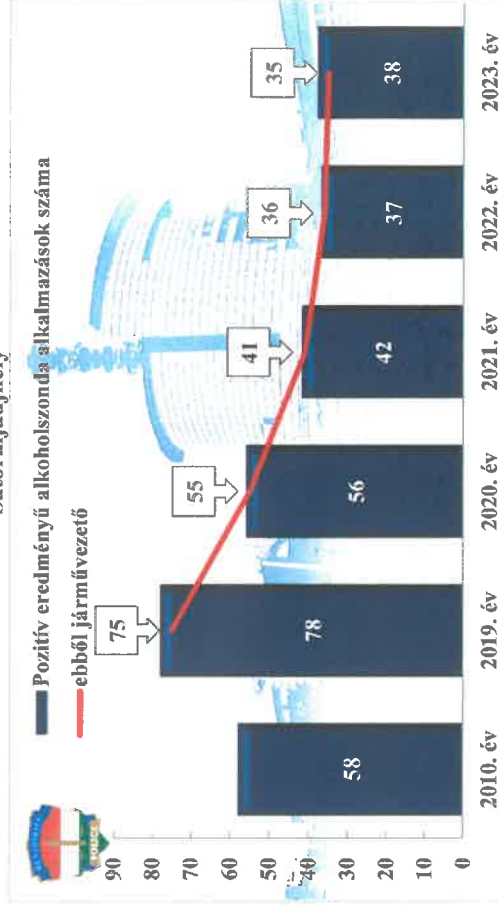 Pozitív eredményű alkoholszonda alkalmazások száma
ebből járművezető
POLICE
90
80
70
60
50
40
30
20
10
0
75
55
41
36
35
58
78
56
42
37
38
2010. év
2019. év
2020. év
2021. év
2022. év
2023. év